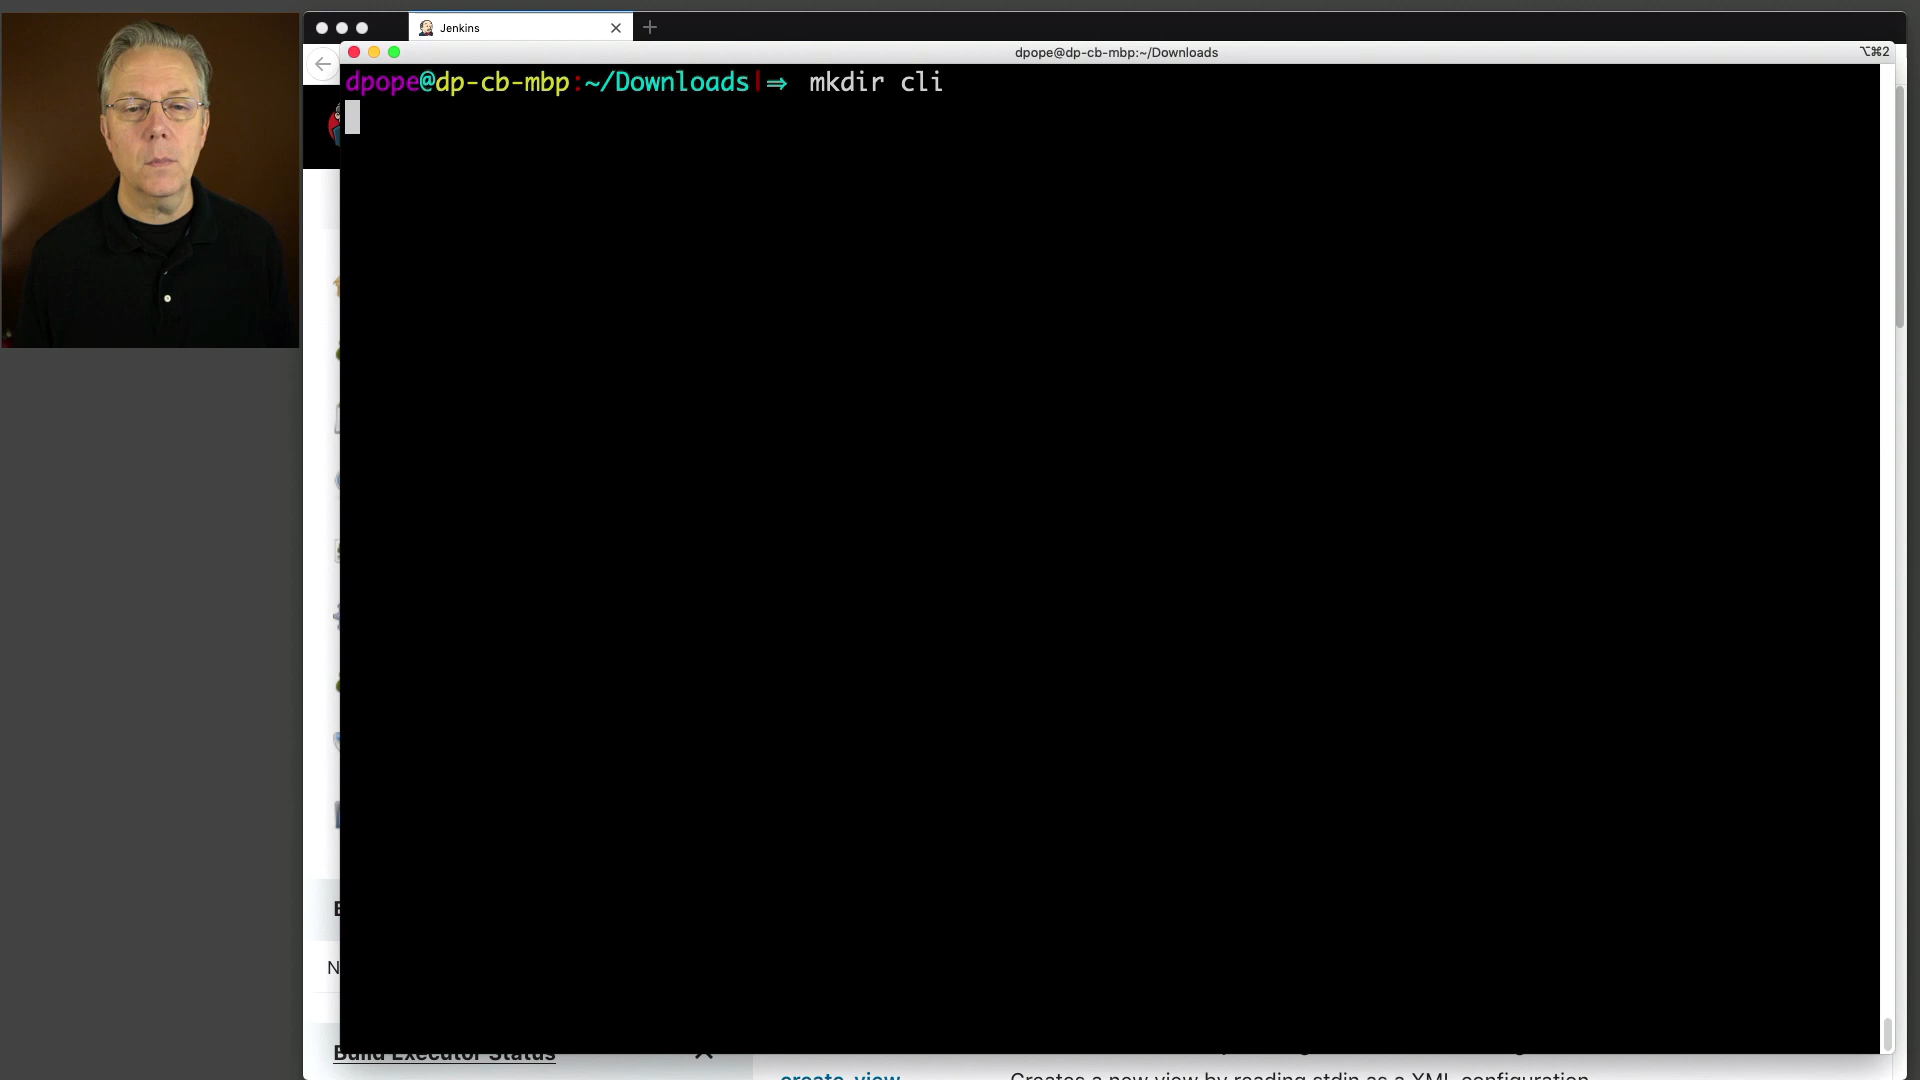 Jenkins
dpope@dp-cb-mbp:~/Downloads
⌥⌘2
dpope@dp-cb-mbp:~/Downloads|⇒ mkdir cli
N
Build Executor Status
create-view
Creates a new view by reading stdin as a XML configuration.